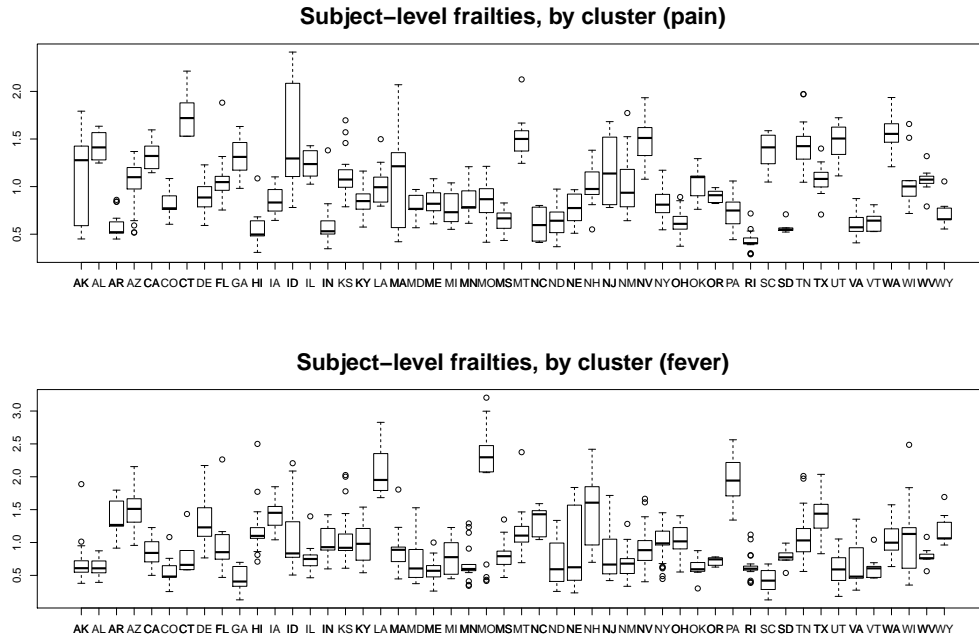 Subject−level frailties, by cluster (pain)
2.0
1.5
1.0
0.5
AK AL AR AZ CA CO CT DE FL GA HI IA ID IL IN KS KY LA MA MD ME MI MN MO MS MT NC ND NE NH NJ NM NV NY OH OK OR PA RI SC SD TN TX UT VA VT WA WI WV WY
Subject−level frailties, by cluster (fever)
3.0
2.5
2.0
1.5
1.0
0.5
AK AL AR AZ CA CO CT DE FL GA HI IA ID IL IN KS KY LA MA MD ME MI MN MO MS MT NC ND NE NH NJ NM NV NY OH OK OR PA RI SC SD TN TX UT VA VT WA WI WV WY